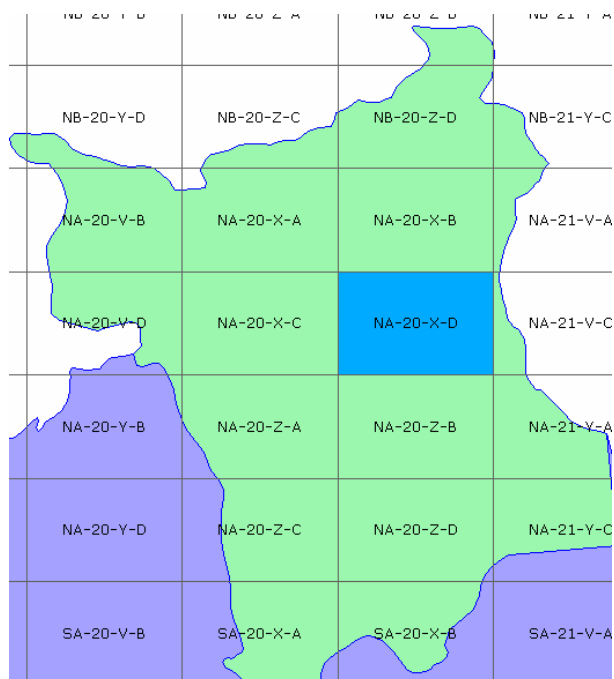 NB-20-Y-D NB-20-Z-C NB-20-Z-D NB-21-Y-C
NA-20-V-B NA-20-X-A NA-20-X-B NA-21-V-A
NA-20-V-D NA-20-X-C NA-20-X-D NA-21-V-C
NA-20-Y-B NA-20-Z-A NA-20-Z-B NA-21-Y-A
NA-20-Y-D NA-20-Z-C NA-20-Z-D NA-21-Y-C
SA-20-V-B SA-20-X-A SA-20-X-B SA-21-V-A